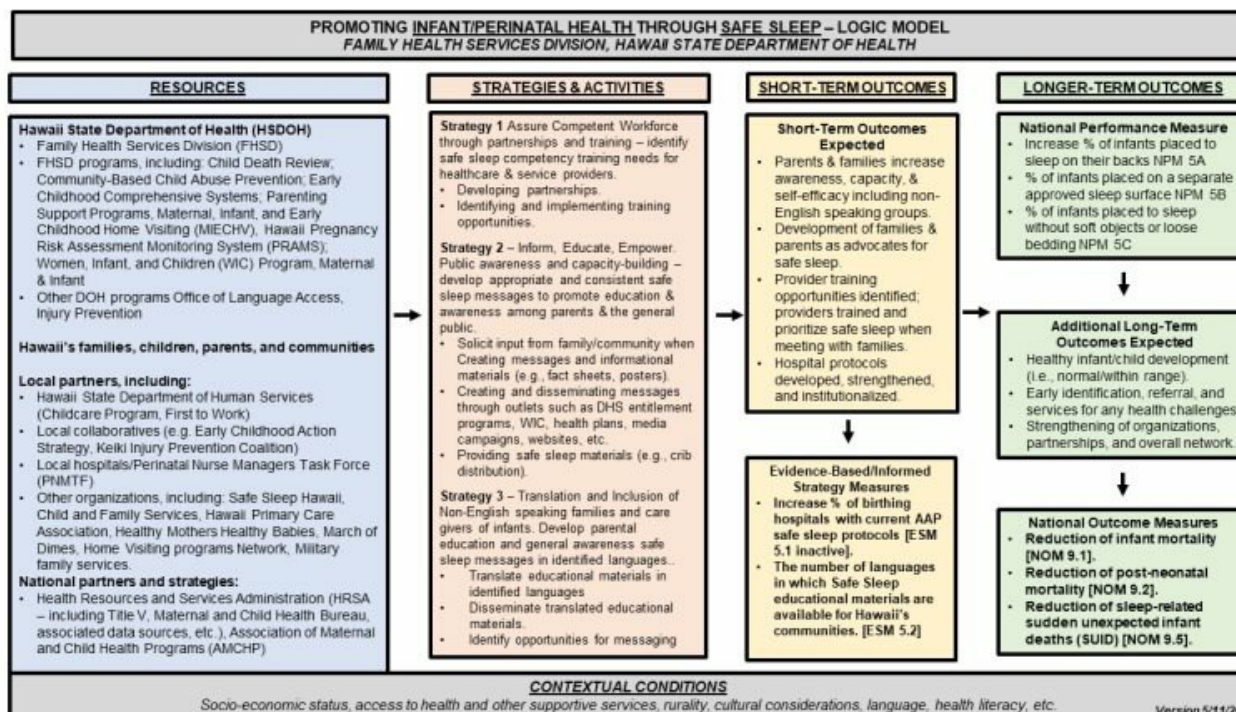 PROMOTING INFANT/PERINATAL HEALTH THROUGH SAFE SLEEP – LOGIC MODEL
FAMILY HEALTH SERVICES DIVISION, HAWAII STATE DEPARTMENT OF HEALTH
RESOURCES
Hawaii State Department of Health (HSDOH)
• Family Health Services Division (FHSD)
• FHSD programs, including: Child Death Review;
Community-Based Child Abuse Prevention; Early
Childhood Comprehensive Systems; Parenting
Support Programs, Maternal, Infant, and Early
Childhood Home Visiting (MIECHV), Hawaii Pregnancy
Risk Assessment Monitoring System (PRAMS);
Women, Infant, and Children (WIC) Program, Maternal
& Infant
• Other DOH programs Office of Language Access,
Injury Prevention
Hawaii's families, children, parents, and communities
Local partners, including:
• Hawaii State Department of Human Services
(Childcare Program, First to Work)
• Local collaboratives (e.g. Early Childhood Action
Strategy, Keiki Injury Prevention Coalition)
• Local hospitals/Perinatal Nurse Managers Task Force
(PNMTF)
• Other organizations, including: Safe Sleep Hawaii,
Child and Family Services, Hawaii Primary Care
Association, Healthy Mothers Healthy Babies, March of
Dimes, Home Visiting programs Network, Military
family services.
National partners and strategies:
• Health Resources and Services Administration (HRSA
– including Title V, Maternal and Child Health Bureau,
associated data sources, etc.), Association of Maternal
and Child Health Programs (AMCHP)
STRATEGIES & ACTIVITIES
Strategy 1 Assure Competent Workforce
through partnerships and training – identify
safe sleep competency training needs for
healthcare & service providers.
• Developing partnerships.
• Identifying and implementing training
opportunities.
Strategy 2 – Inform, Educate, Empower.
Public awareness and capacity-building –
develop appropriate and consistent safe
sleep messages to promote education &
awareness among parents & the general
public.
• Solicit input from family/community when
Creating messages and informational
materials (e.g., fact sheets, posters).
• Creating and disseminating messages
through outlets such as DHS entitlement
programs, WIC, health plans, media
campaigns, websites, etc.
• Providing safe sleep materials (e.g., crib
distribution).
Strategy 3 – Translation and Inclusion of
Non-English speaking families and care
givers of infants. Develop parental
education and general awareness safe
sleep messages in identified languages..
• Translate educational materials in
identified languages
• Disseminate translated educational
materials.
• Identify opportunities for messaging
SHORT-TERM OUTCOMES
Short-Term Outcomes
Expected
• Parents & families increase
awareness, capacity, &
self-efficacy including non-
English speaking groups.
• Development of families &
parents as advocates for
safe sleep.
• Provider training
opportunities identified;
providers trained and
prioritize safe sleep when
meeting with families.
• Hospital protocols
developed, strengthened,
and institutionalized.
Evidence-Based/Informed
Strategy Measures
• Increase % of birthing
hospitals with current AAP
safe sleep protocols [ESM
5.1 inactive].
• The number of languages
in which Safe Sleep
educational materials are
available for Hawaii's
communities. [ESM 5.2]
LONGER-TERM OUTCOMES
National Performance Measure
• Increase % of infants placed to
sleep on their backs NPM 5A
• % of infants placed on a separate
approved sleep surface NPM 5B
• % of infants placed to sleep
without soft objects or loose
bedding NPM 5C
Additional Long-Term
Outcomes Expected
• Healthy infant/child development
(i.e., normal/within range).
• Early identification, referral, and
services for any health challenges
• Strengthening of organizations,
partnerships, and overall network.
National Outcome Measures
• Reduction of infant mortality
[NOM 9.1].
• Reduction of post-neonatal
mortality [NOM 9.2].
• Reduction of sleep-related
sudden unexpected infant
deaths (SUID) [NOM 9.5].
CONTEXTUAL CONDITIONS
Socio-economic status, access to health and other supportive services, rurality, cultural considerations, language, health literacy, etc.
Version